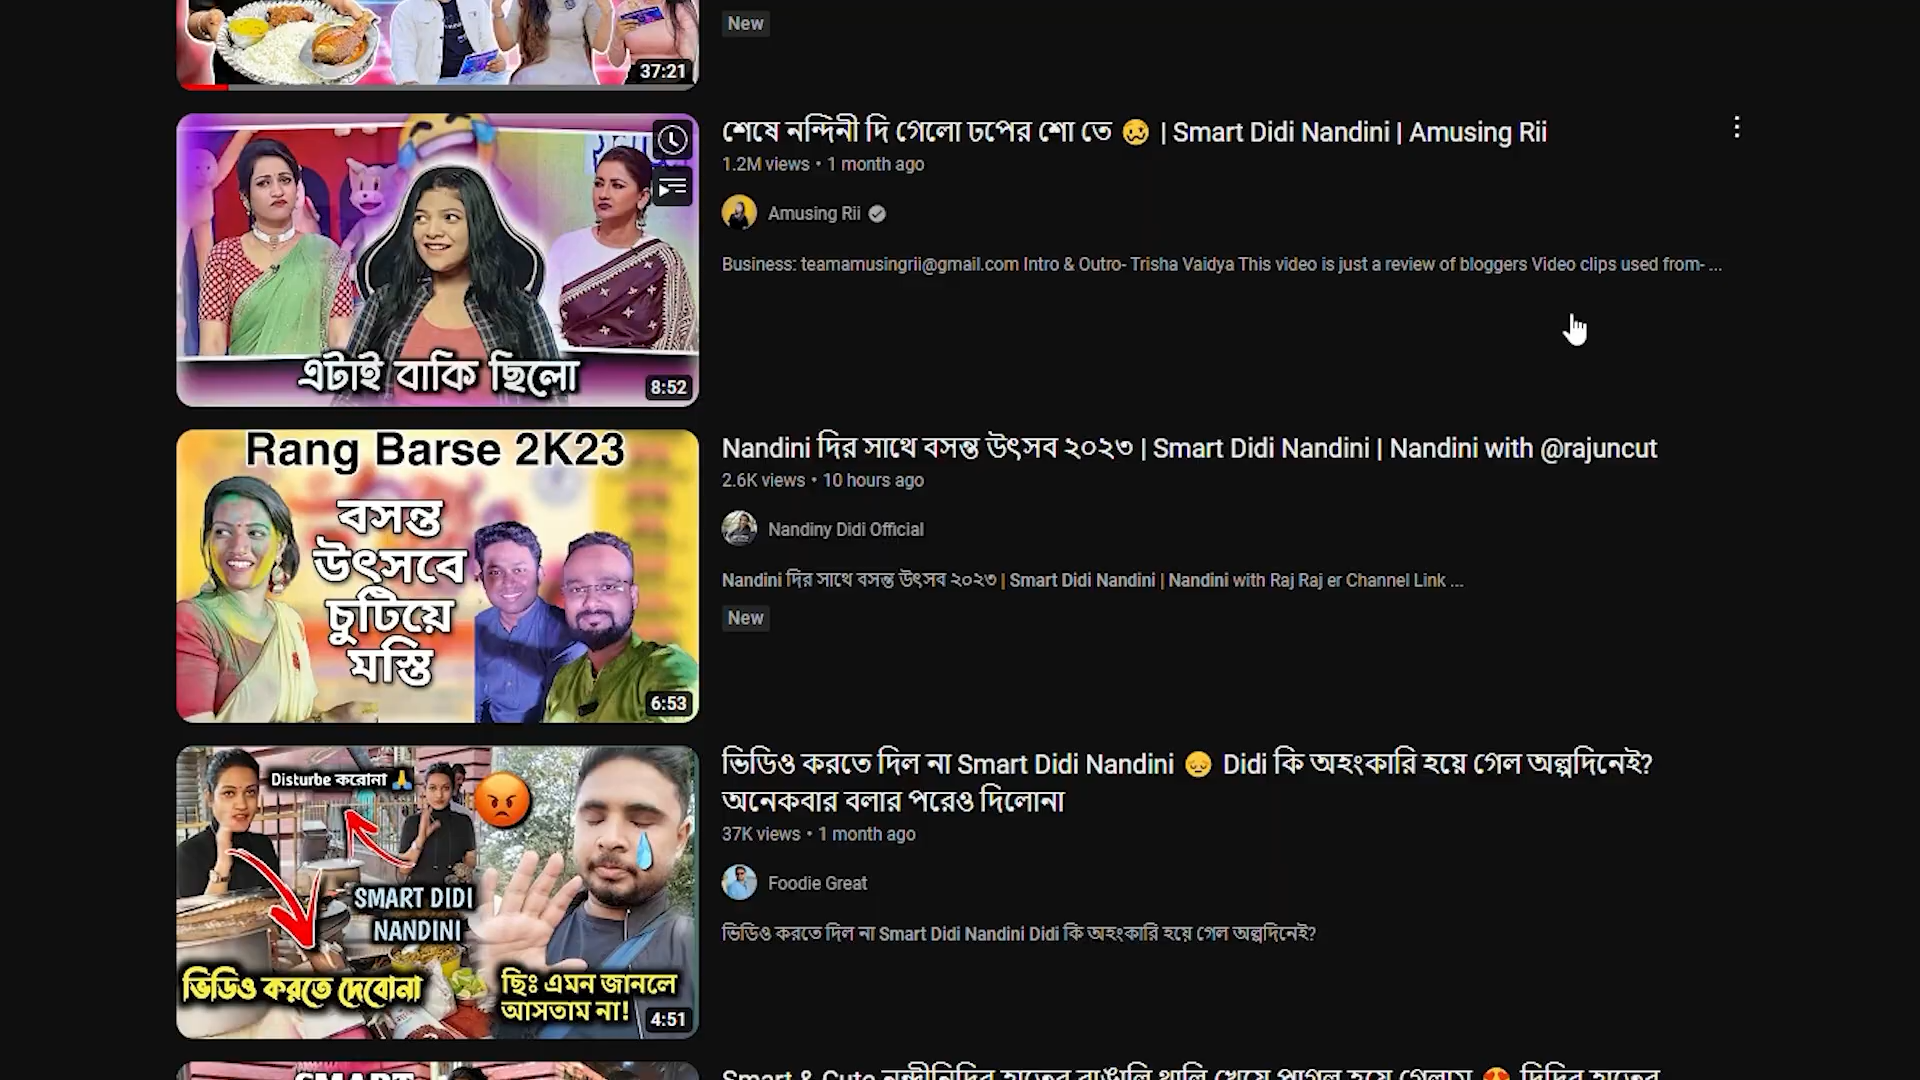 37:21
New
শেষে নন্দিনী দি গেলো ঢপের শো তে 🥴 | Smart Didi Nandini | Amusing Rii
1.2M views • 1 month ago
Amusing Rii
Business: teamamusingrii@gmail.com Intro & Outro- Trisha Vaidya This video is just a review of bloggers Video clips used from- ...
এটাই বাকি ছিলো
8:52
Rang Barse 2K23
বসন্ত
উৎসবে
চুটিয়ে
মস্তি
6:53
Nandini দির সাথে বসন্ত উৎসব ২০২৩ | Smart Didi Nandini | Nandini with @rajuncut
2.6K views • 10 hours ago
Nandiny Didi Official
Nandini দির সাথে বসন্ত উৎসব ২০২৩ | Smart Didi Nandini | Nandini with Raj Raj er Channel Link ...
New
Disturbe করোনা 🙏
SMART DIDI
NANDINI
ভিডিও করতে দেবোনা
ছিঃ এমন জানলে
আসতাম না!
4:51
ভিডিও করতে দিল না Smart Didi Nandini 😔 Didi কি অহংকারি হয়ে গেল অল্পদিনেই?
অনেকবার বলার পরেও দিলোনা
37K views • 1 month ago
Foodie Great
ভিডিও করতে দিল না Smart Didi Nandini Didi কি অহংকারি হয়ে গেল অল্পদিনেই?
SMART
Smart & Cute নন্দীনিদির হাতের বাঙালি থালি খেয়ে পাগল হয়ে গেলাম 😍 দিদির হাতের